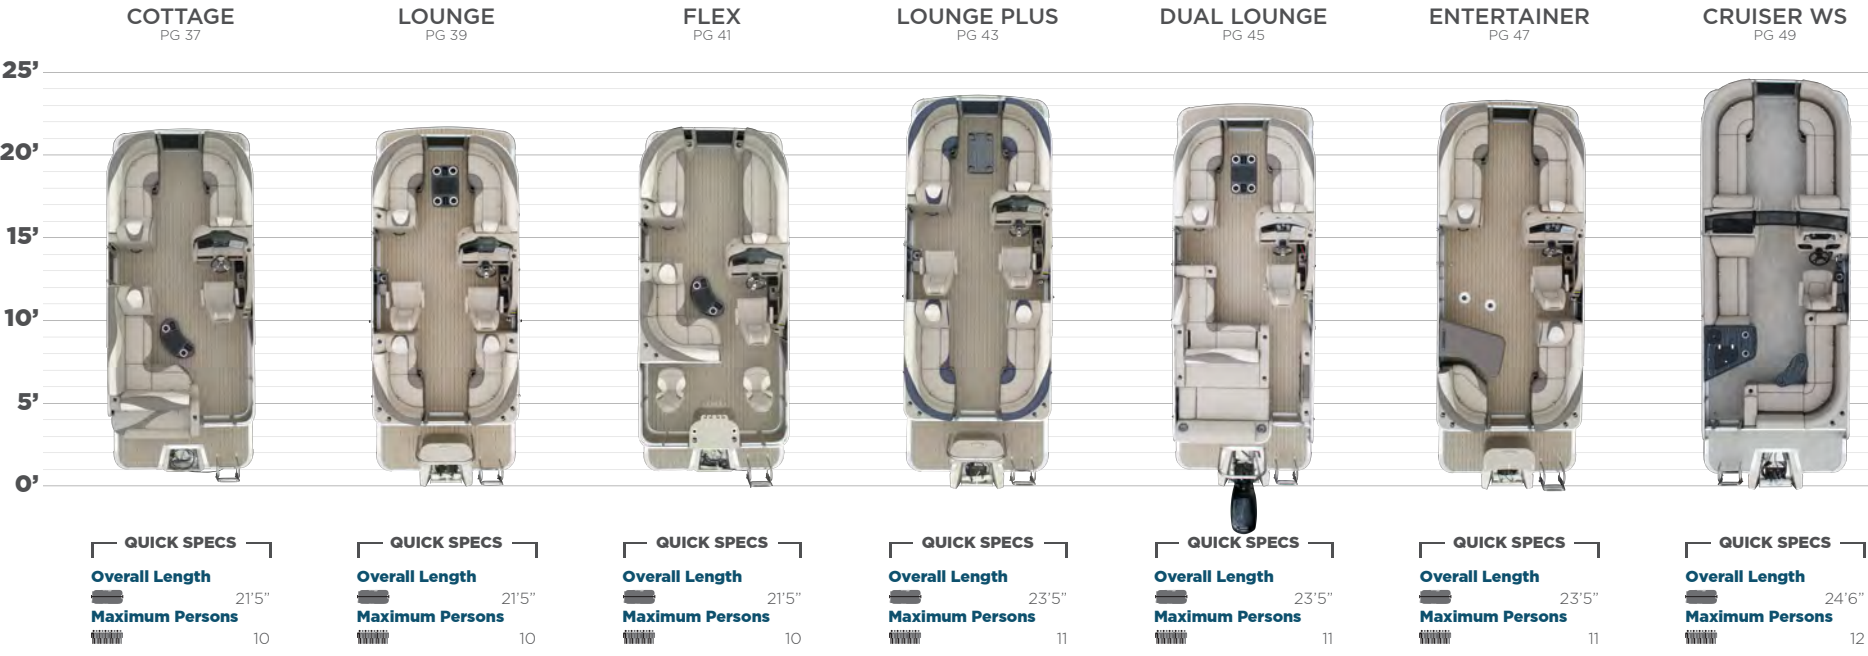 COTTAGE LOUNGE FLEX LOUNGE PLUS DUAL LOUNGE ENTERTAINER CRUISER WS
PG 37 PG 39 PG 41 PG 43 PG 45 PG 47 PG 49
25’
20’
15’
10’
5’
0’
QUICK SPECS QUICK SPECS QUICK SPECS QUICK SPECS QUICK SPECS QUICK SPECS QUICK SPECS
Overall Length Overall Length Overall Length Overall Length Overall Length Overall Length Overall Length
21’5” 21’5” 21’5” 23’5” 23’5” 23’5” 24’6”
Maximum Persons Maximum Persons Maximum Persons Maximum Persons Maximum Persons Maximum Persons Maximum Persons
10 10 10 11 11 11 12